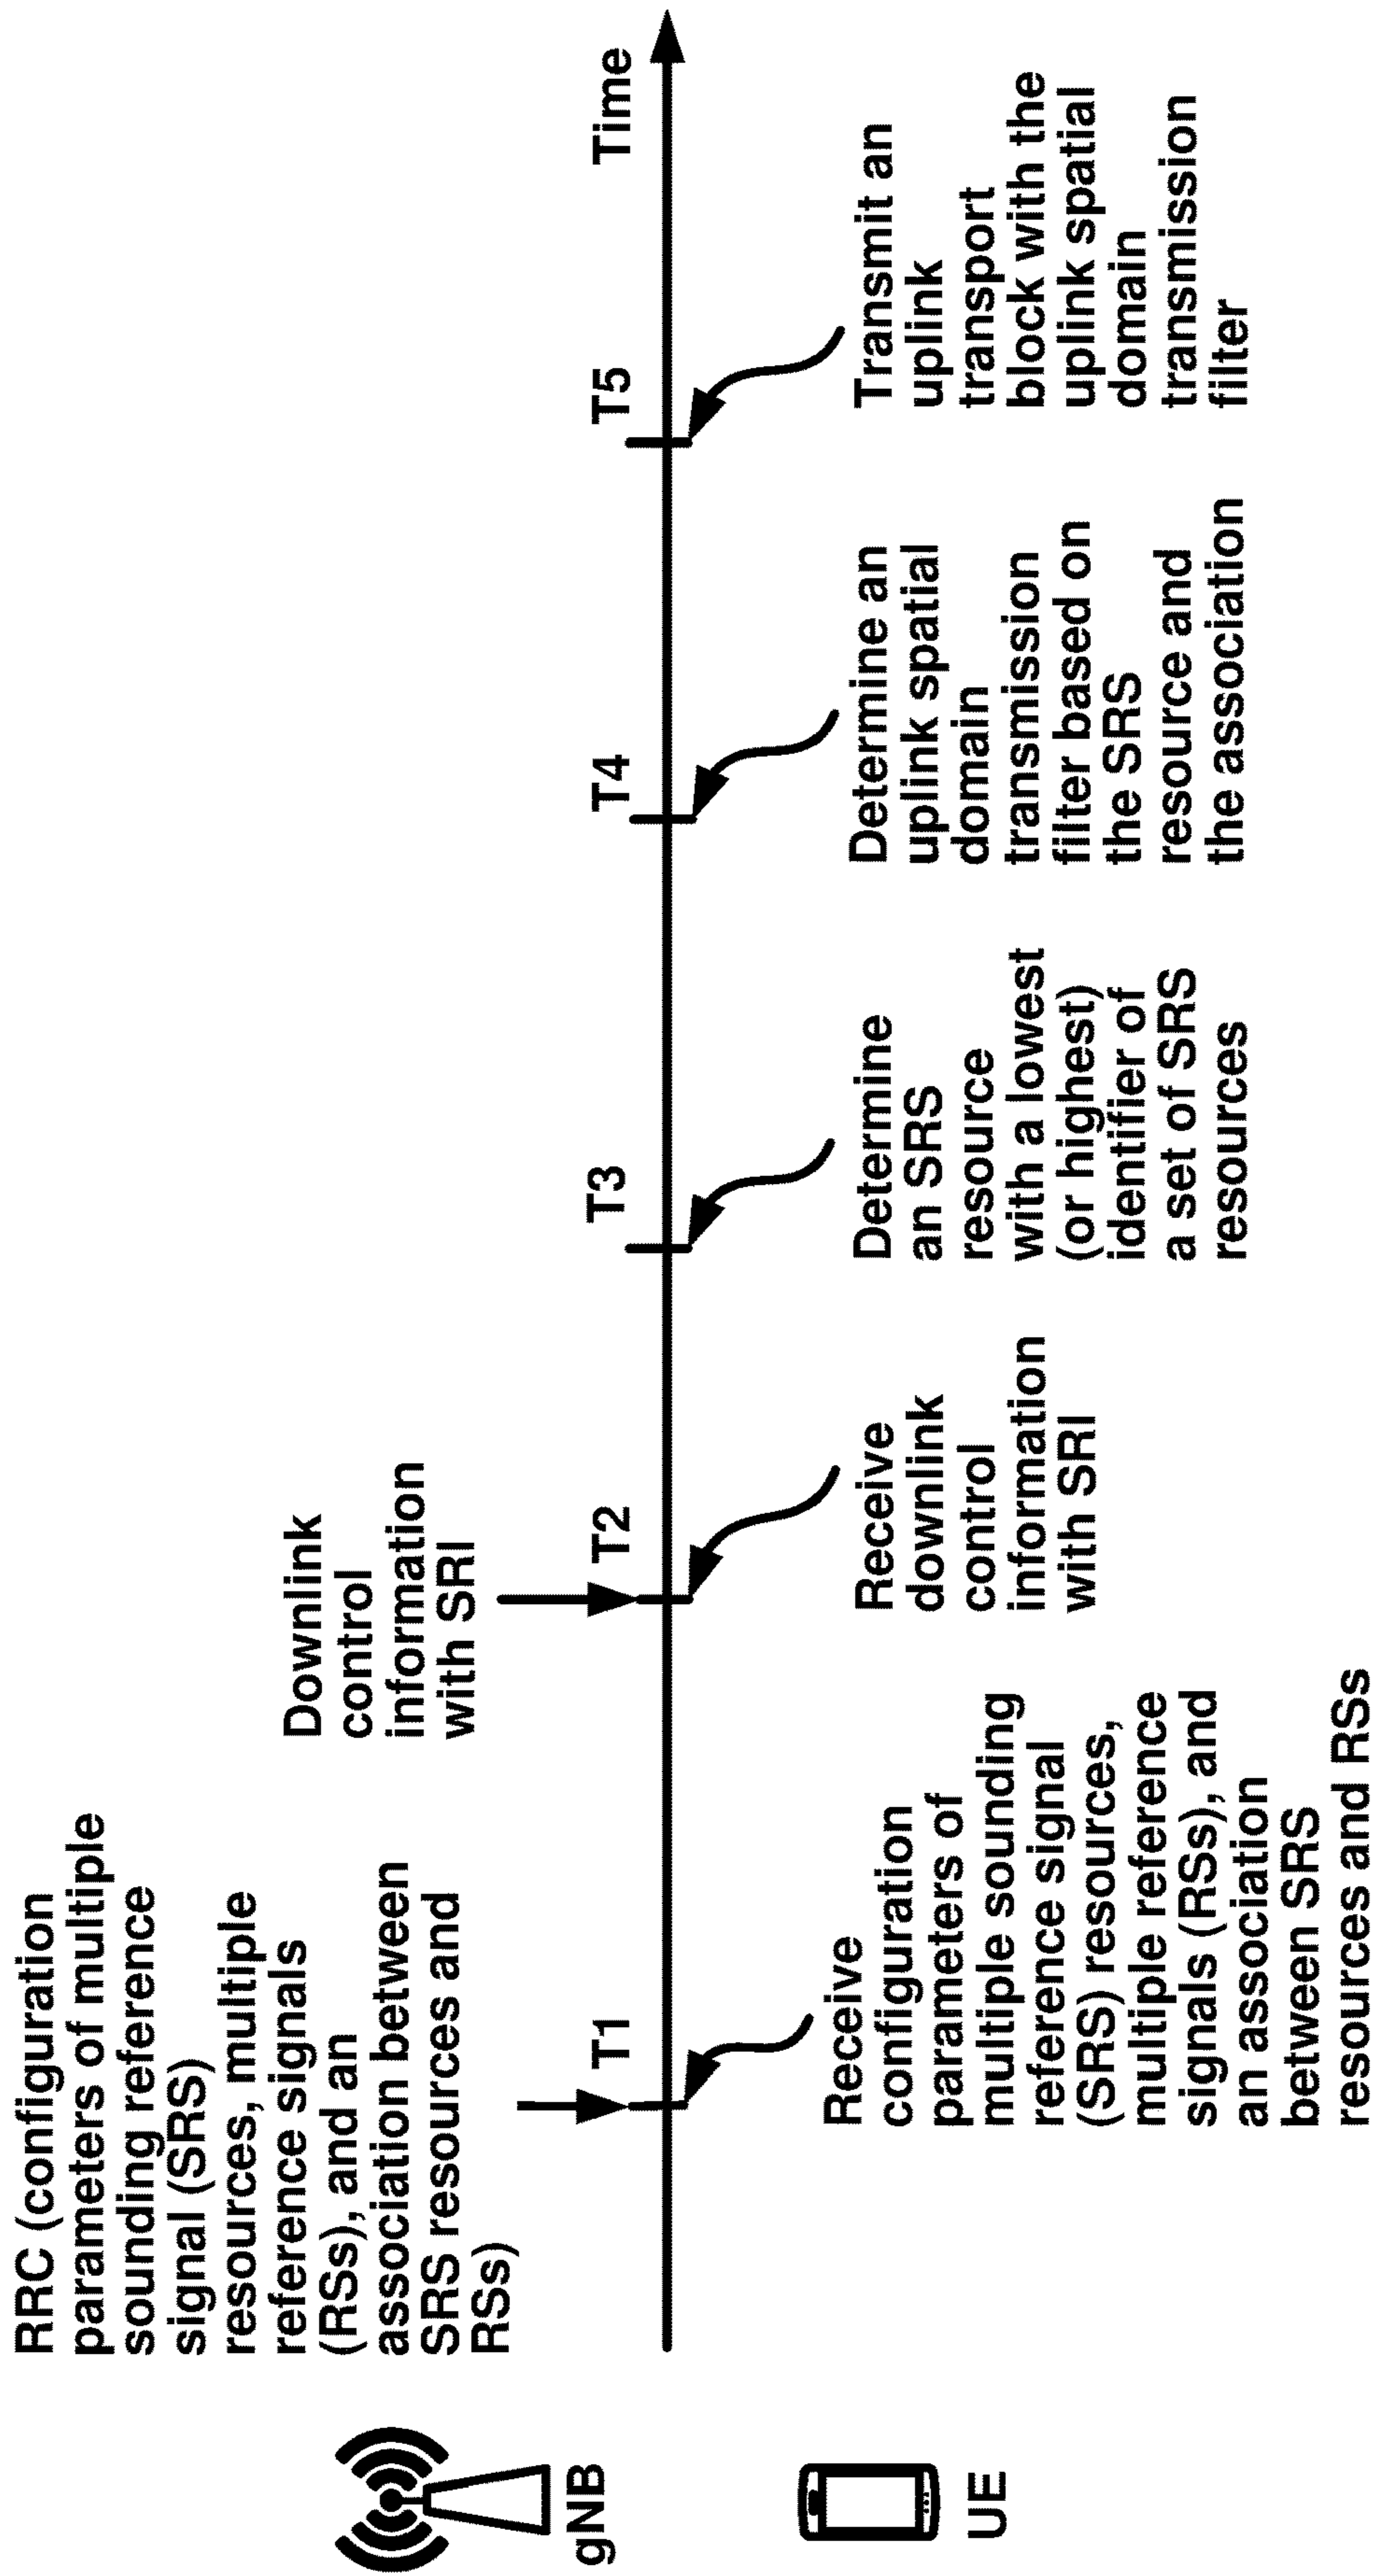 RRC (configuration
parameters of multiple
sounding reference
signal (SRS)
resources, multiple
reference signals
(RSs), and an
association between
SRS resources and
RSs)
Downlink
control
information
with SRI
gNB
T1
T2
T3
T4
T5
Time
UE
Receive
configuration
parameters of
multiple sounding
reference signal
(SRS) resources,
multiple reference
signals (RSs), and
an association
between SRS
resources and RSs
Receive
downlink
control
information
with SRI
Determine
an SRS
resource
with a lowest
(or highest)
identifier of
a set of SRS
resources
Determine an
uplink spatial
domain
transmission
filter based on
the SRS
resource and
the association
Transmit an
uplink
transport
block with the
uplink spatial
domain
transmission
filter